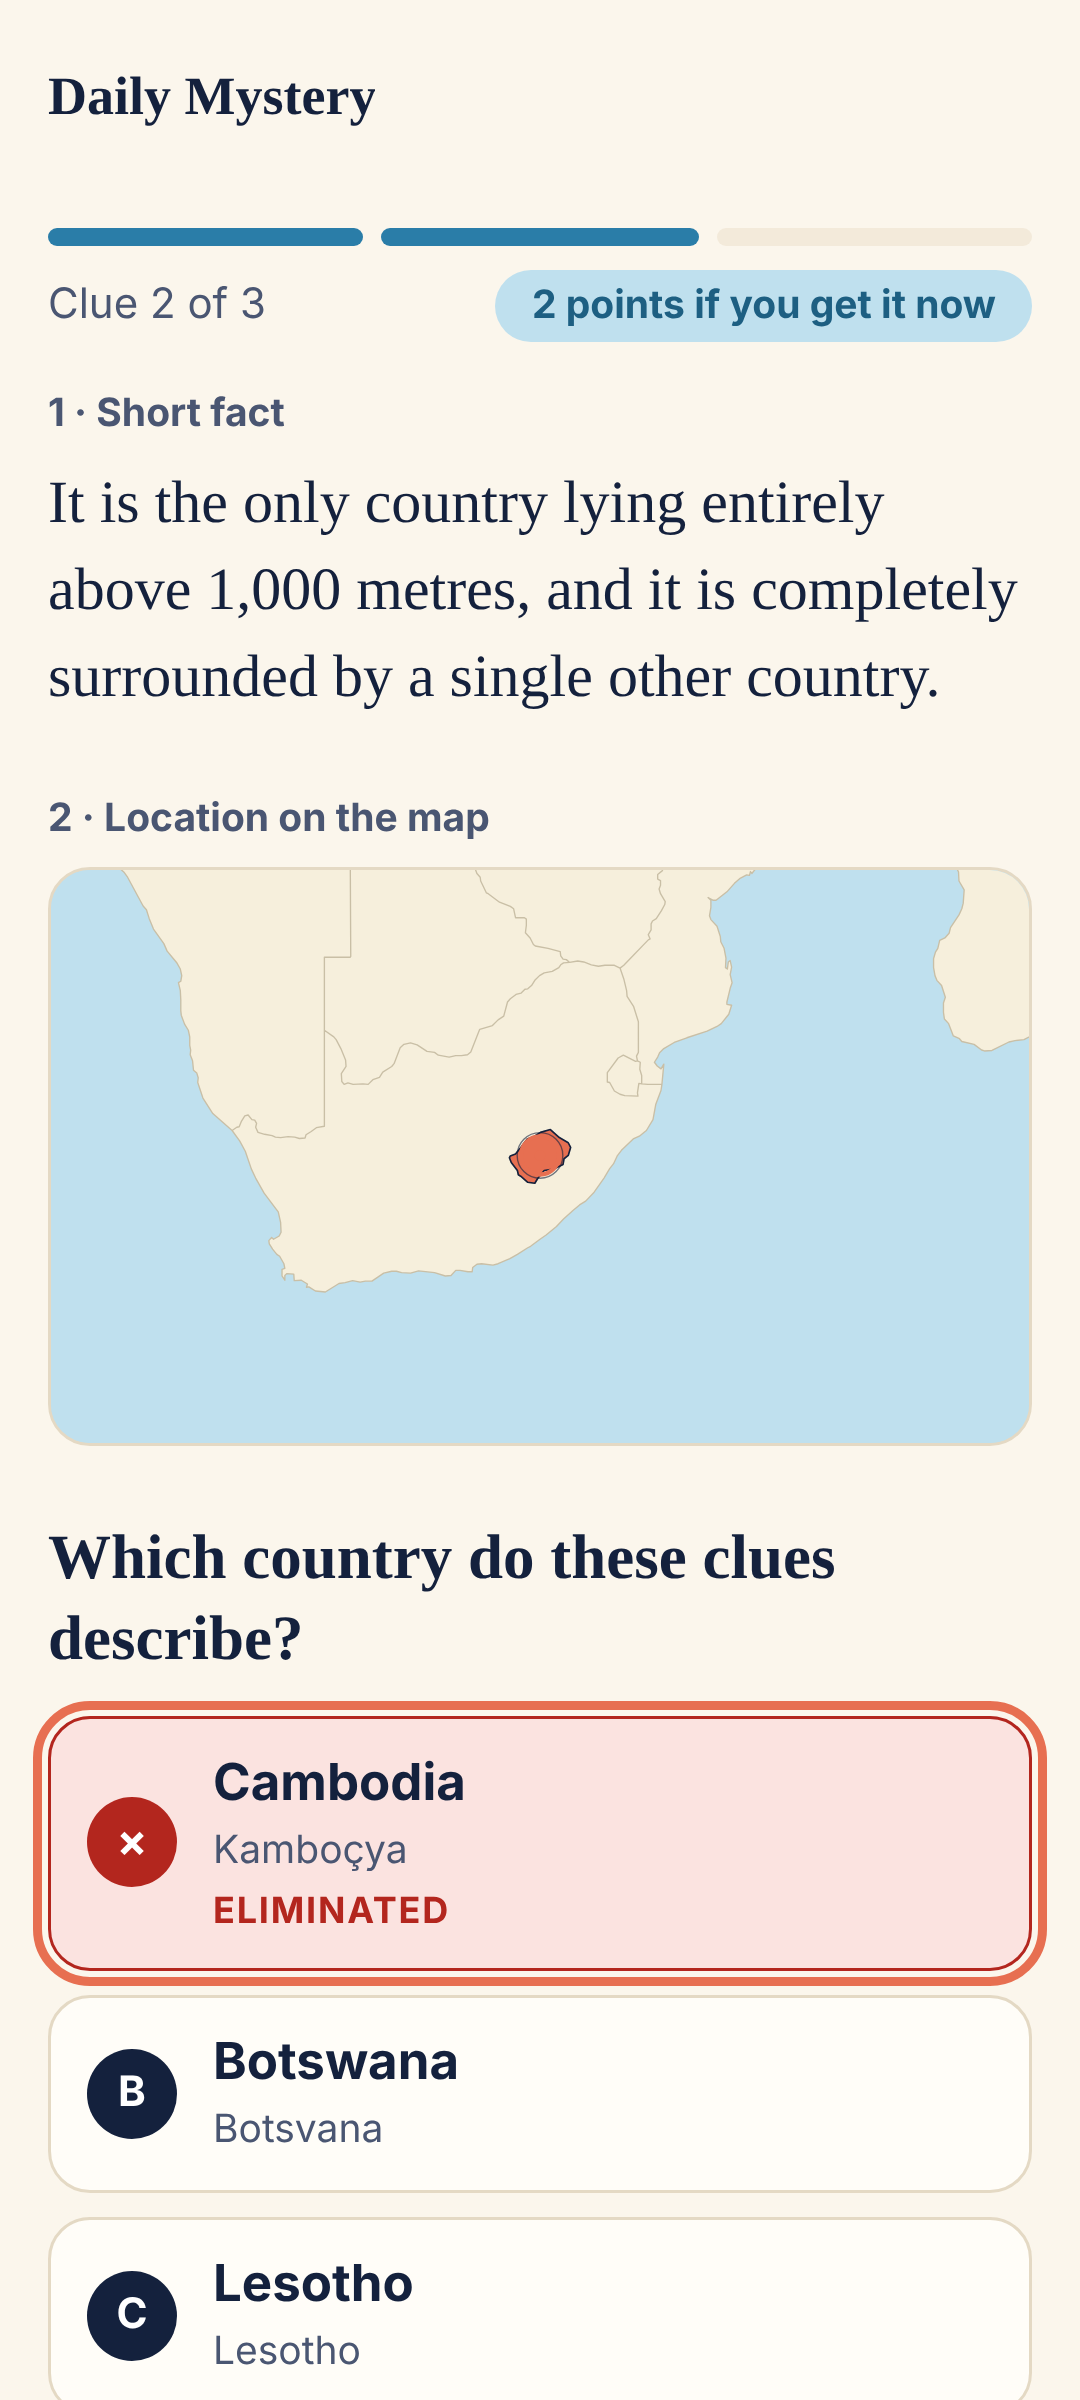 Daily Mystery
Clue 2 of 3
2 points if you get it now
1 · Short fact
It is the only country lying entirely
above 1,000 metres, and it is completely
surrounded by a single other country.
2 · Location on the map
Which country do these clues
describe?
×
Cambodia
Kamboçya
ELIMINATED
B
Botswana
Botsvana
C
Lesotho
Lesotho